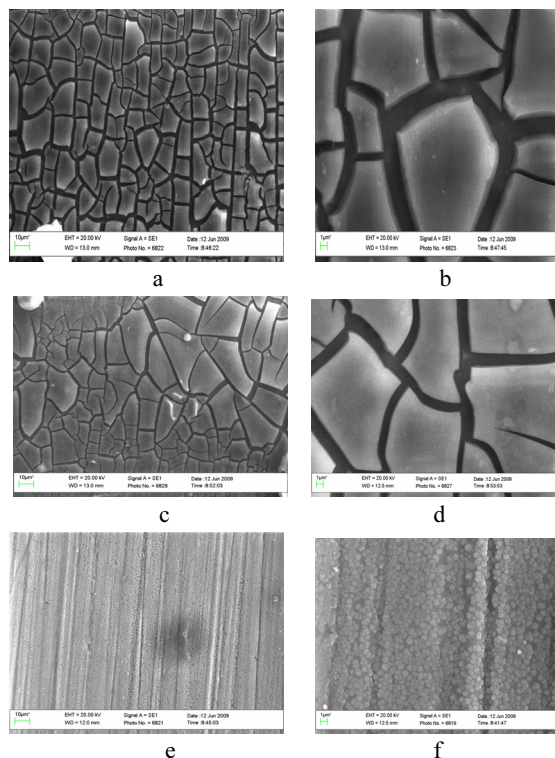 10µm*
EHT = 20.00 kV
Signal A = SE1
Date :12 Jun 2009
WD = 13.0 mm
Photo No. = 6822
Time :8:46:22
1µm*
EHT = 20.00 kV
Signal A = SE1
Date :12 Jun 2009
WD = 13.0 mm
Photo No. = 6823
Time :8:47:45
a
b
10µm*
EHT = 20.00 kV
Signal A = SE1
Date :12 Jun 2009
WD = 13.0 mm
Photo No. = 6826
Time :8:52:03
1µm*
EHT = 20.00 kV
Signal A = SE1
Date :12 Jun 2009
WD = 12.5 mm
Photo No. = 6827
Time :8:53:53
c
d
10µm*
EHT = 20.00 kV
Signal A = SE1
Date :12 Jun 2009
WD = 12.0 mm
Photo No. = 6821
Time :8:45:03
1µm*
EHT = 20.00 kV
Signal A = SE1
Date :12 Jun 2009
WD = 12.5 mm
Photo No. = 6819
Time :8:41:47
e
f